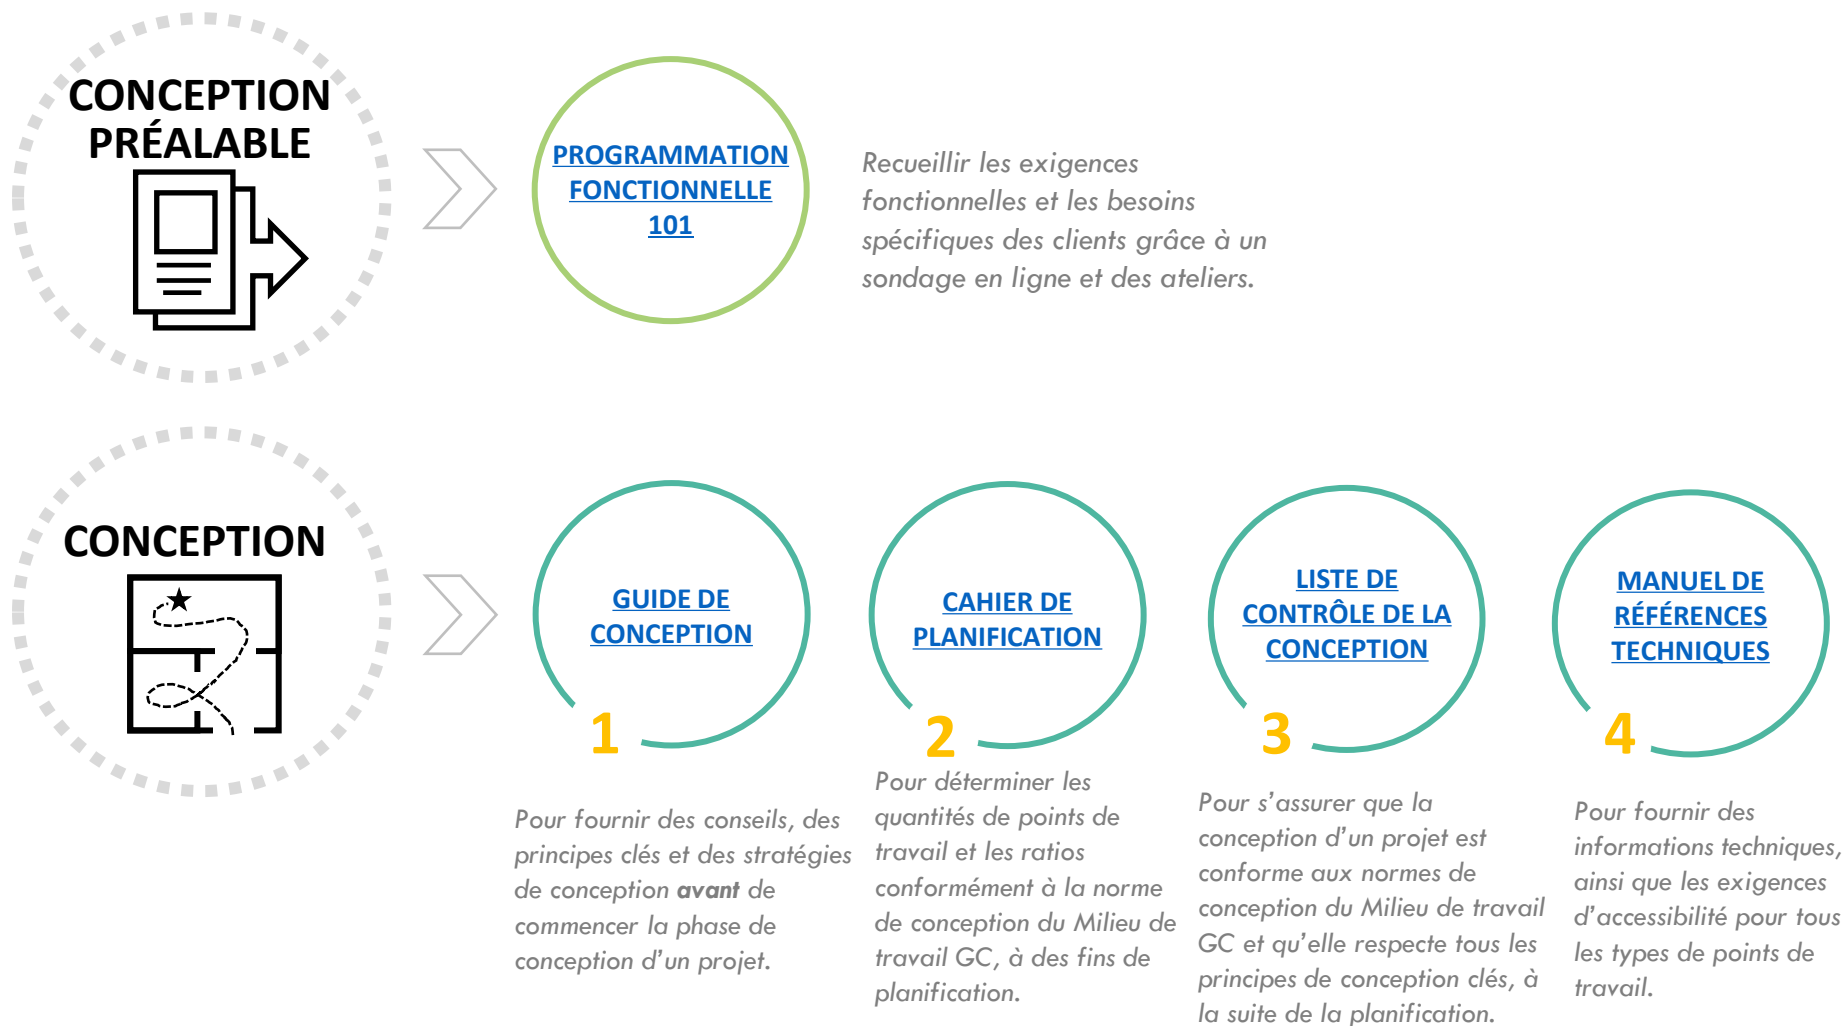 CONCEPTION
PRÉALABLE
PROGRAMMATION
FONCTIONNELLE
101
Recueillir les exigences
fonctionnelles et les besoins
spécifiques des clients grâce à un
sondage en ligne et des ateliers.
CONCEPTION
GUIDE DE
CONCEPTION
1
Pour fournir des conseils, des
principes clés et des stratégies
de conception avant de
commencer la phase de
conception d’un projet.
CAHIER DE
PLANIFICATION
2
Pour déterminer les
quantités de points de
travail et les ratios
conformément à la norme
de conception du Milieu de
travail GC, à des fins de
planification.
LISTE DE
CONTRÔLE DE LA
CONCEPTION
3
Pour s’assurer que la
conception d’un projet est
conforme aux normes de
conception du Milieu de travail
GC et qu’elle respecte tous les
principes de conception clés, à
la suite de la planification.
MANUEL DE
RÉFÉRENCES
TECHNIQUES
4
Pour fournir des
informations techniques,
ainsi que les exigences
d’accessibilité pour tous
les types de points de
travail.